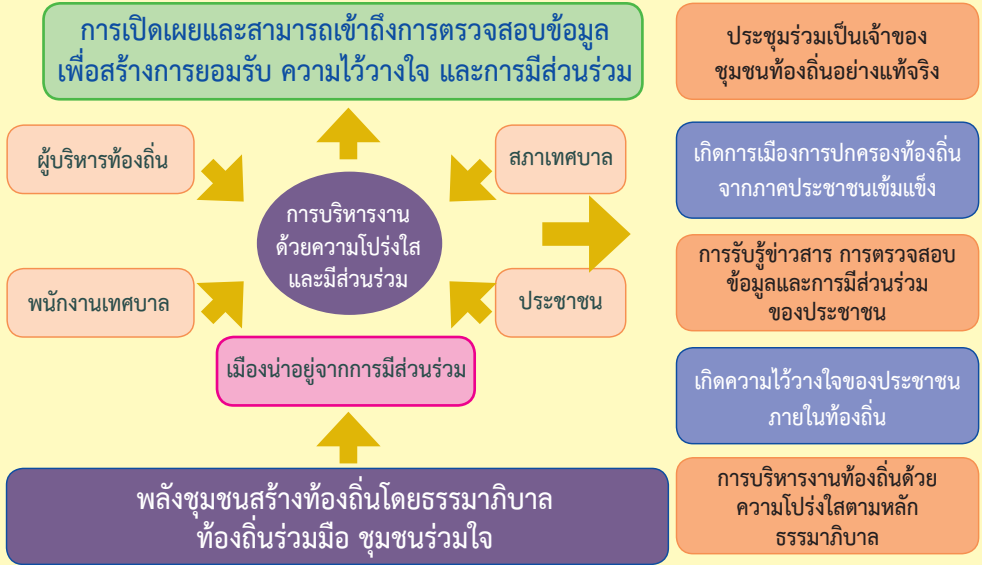 การเปิดเผยและสามารถเข้าถึงการตรวจสอบข้อมูล
เพื่อสร้างการยอมรับ ความไว้วางใจ และการมีส่วนร่วม
ผู้บริหารท้องถิ่น
สภาเทศบาล
การบริหารงาน
ด้วยความโปร่งใส
และมีส่วนร่วม
พนักงานเทศบาล
ประชาชน
เมืองน่าอยู่จากการมีส่วนร่วม
พลังชุมชนสร้างท้องถิ่นโดยธรรมาภิบาล
ท้องถิ่นร่วมมือ ชุมชนร่วมใจ
ประชุมร่วมเป็นเจ้าของ
ชุมชนท้องถิ่นอย่างแท้จริง
เกิดการเมืองการปกครองท้องถิ่น
จากภาคประชาชนเข้มแข็ง
การรับรู้ข่าวสาร การตรวจสอบ
ข้อมูลและการมีส่วนร่วม
ของประชาชน
เกิดความไว้วางใจของประชาชน
ภายในท้องถิ่น
การบริหารงานท้องถิ่นด้วย
ความโปร่งใสตามหลัก
ธรรมาภิบาล